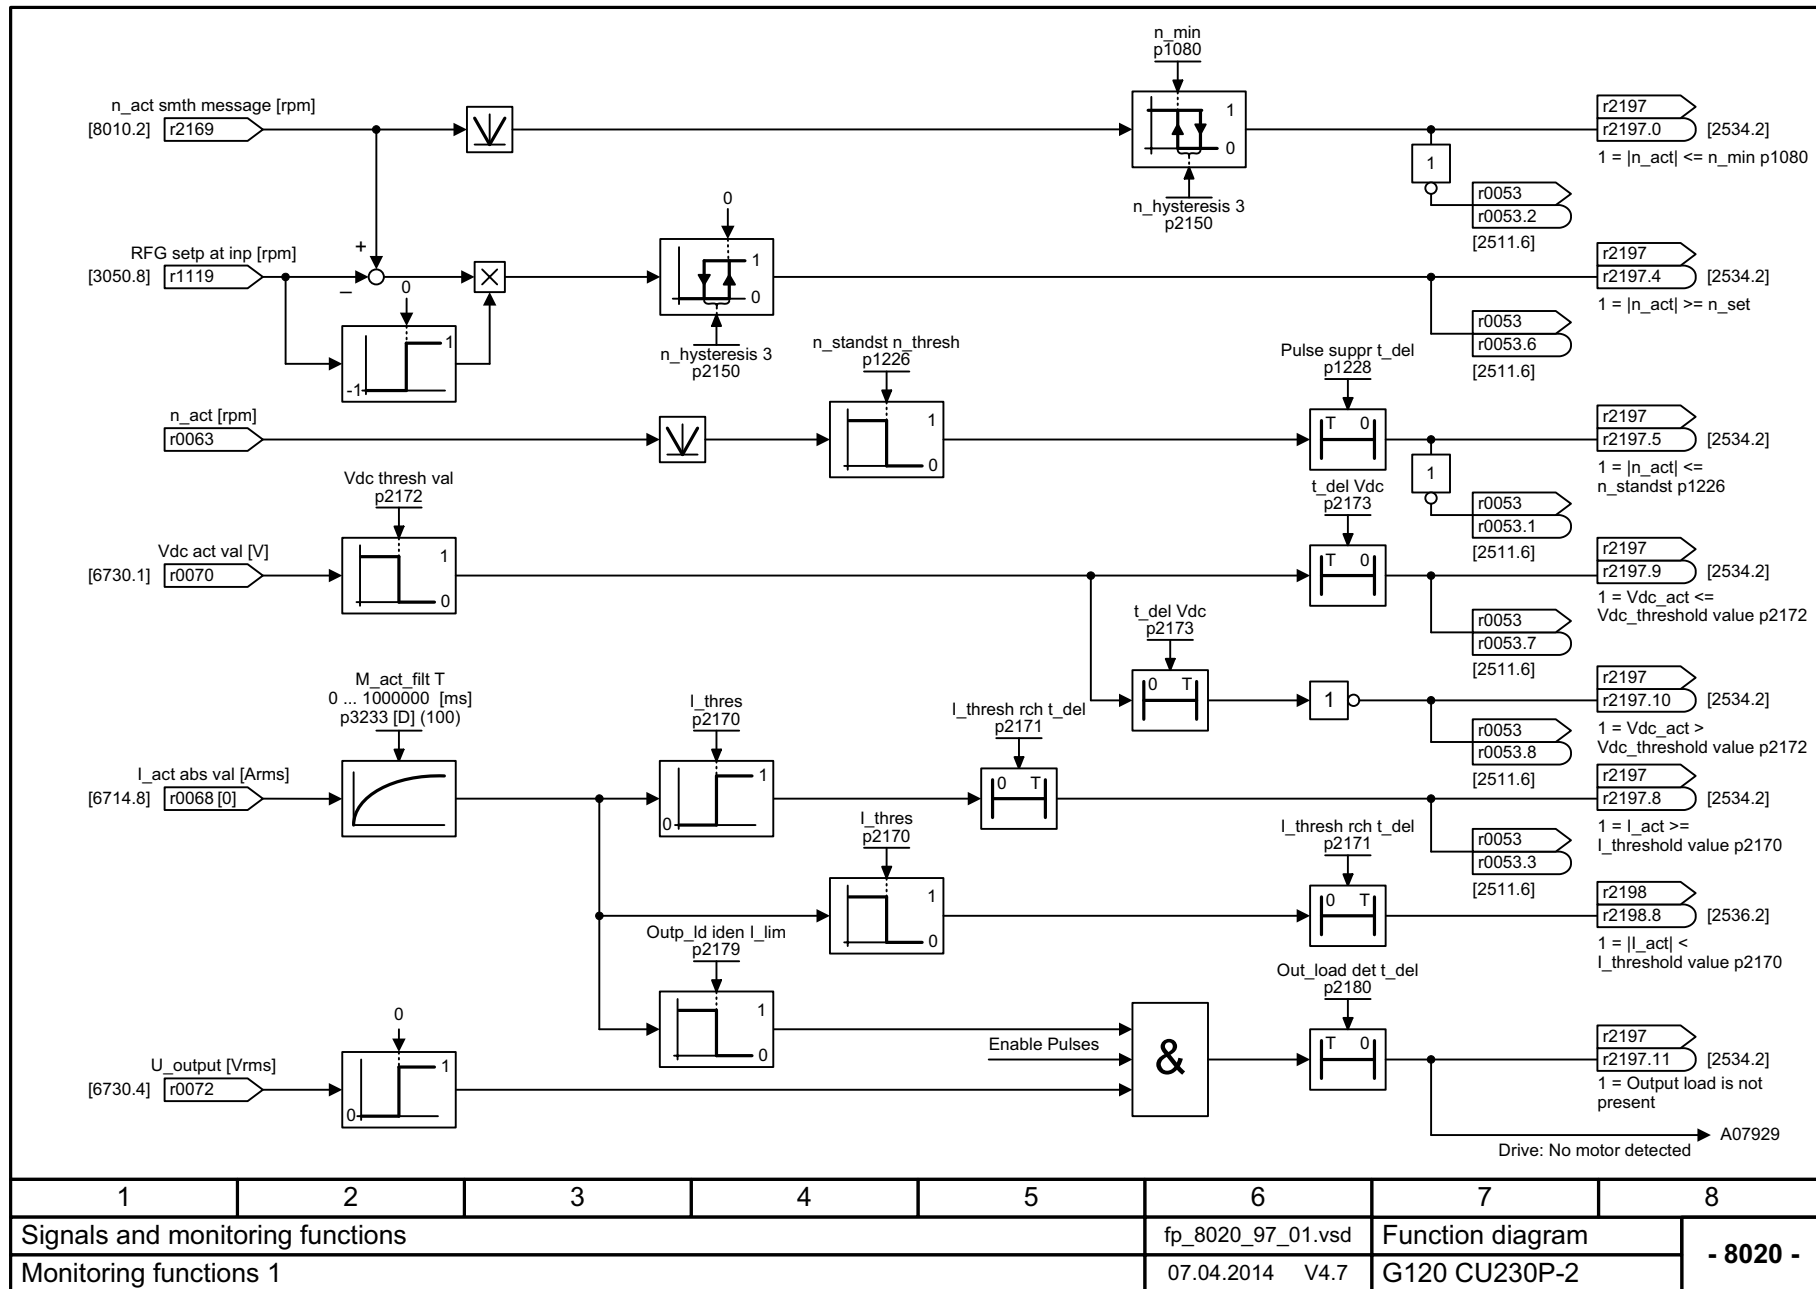 n_min
p1080
n_act smth message [rpm]
[8010.2] r2169
1
0
r2197
r2197.0 [2534.2]
1 = |n_act| <= n_min p1080
1
n_hysteresis 3
p2150
r0053
r0053.2
[2511.6]
0
RFG setp at inp [rpm]
+
[3050.8] r1119
–
0
1
0
r2197
r2197.4 [2534.2]
1 = |n_act| >= n_set
r0053
r0053.6
[2511.6]
1
-1
n_hysteresis 3
p2150
n_standst n_thresh
p1226
Pulse suppr t_del
p1228
n_act [rpm]
r0063
1
0
T 0
r2197
r2197.5 [2534.2]
1 = |n_act| <=
n_standst p1226
1
Vdc thresh val
p2172
t_del Vdc
p2173
r0053
r0053.1
[2511.6]
Vdc act val [V]
[6730.1] r0070
1
0
T 0
r2197
r2197.9 [2534.2]
1 = Vdc_act <=
Vdc_threshold value p2172
t_del Vdc
p2173
r0053
r0053.7
[2511.6]
M_act_filt T
0 ... 1000000 [ms]
p3233 [D] (100)
I_thres
p2170
I_thresh rch t_del
p2171
0 T
1
r2197
r2197.10 [2534.2]
1 = Vdc_act >
Vdc_threshold value p2172
r0053
r0053.8
[2511.6]
I_act abs val [Arms]
[6714.8] r0068 [0]
1
0
0 T
r2197
r2197.8 [2534.2]
1 = I_act >=
I_threshold value p2170
I_thres
p2170
I_thresh rch t_del
p2171
r0053
r0053.3
[2511.6]
1
0
0 T
r2198
r2198.8 [2536.2]
1 = |I_act| <
I_threshold value p2170
Outp_ld iden I_lim
p2179
Out_load det t_del
p2180
0
1
0
Enable Pulses
&
T 0
U_output [Vrms]
[6730.4] r0072
1
0
r2197
r2197.11 [2534.2]
1 = Output load is not
present
A07929
Drive: No motor detected
1 2 3 4 5 6 7 8
Signals and monitoring functions fp_8020_97_01.vsd Function diagram
- 8020 -
Monitoring functions 1 07.04.2014 V4.7 G120 CU230P-2